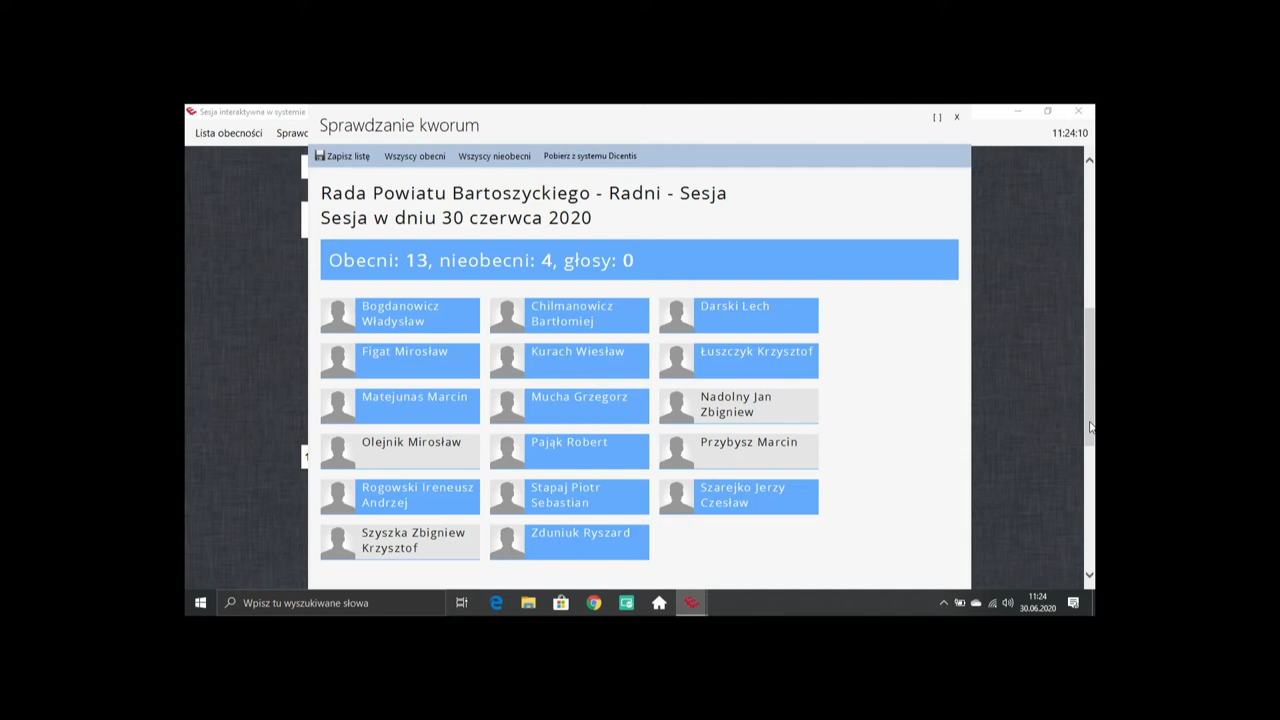 Sesja interaktywna w systemie
Sprawdzanie kworum
[ ] x
Lista obecności Sprawd
11:24:10
Zapisz listę Wszyscy obecni Wszyscy nieobecni Pobierz z systemu Dicentis
Rada Powiatu Bartoszyckiego - Radni - Sesja
Sesja w dniu 30 czerwca 2020
Obecni: 13, nieobecni: 4, głosy: 0
Bogdanowicz
Władysław
Chilmanowicz
Bartłomiej
Darski Lech
Figat Mirosław
Kurach Wiesław
Łuszczyk Krzysztof
Matejunas Marcin
Mucha Grzegorz
Nadolny Jan
Zbigniew
Olejnik Mirosław
Pająk Robert
Przybysz Marcin
Rogowski Ireneusz
Andrzej
Stapaj Piotr
Sebastian
Szarejko Jerzy
Czesław
Szyszka Zbigniew
Krzysztof
Zduniuk Ryszard
Wpisz tu wyszukiwane słowa
11:24
30.06.2020